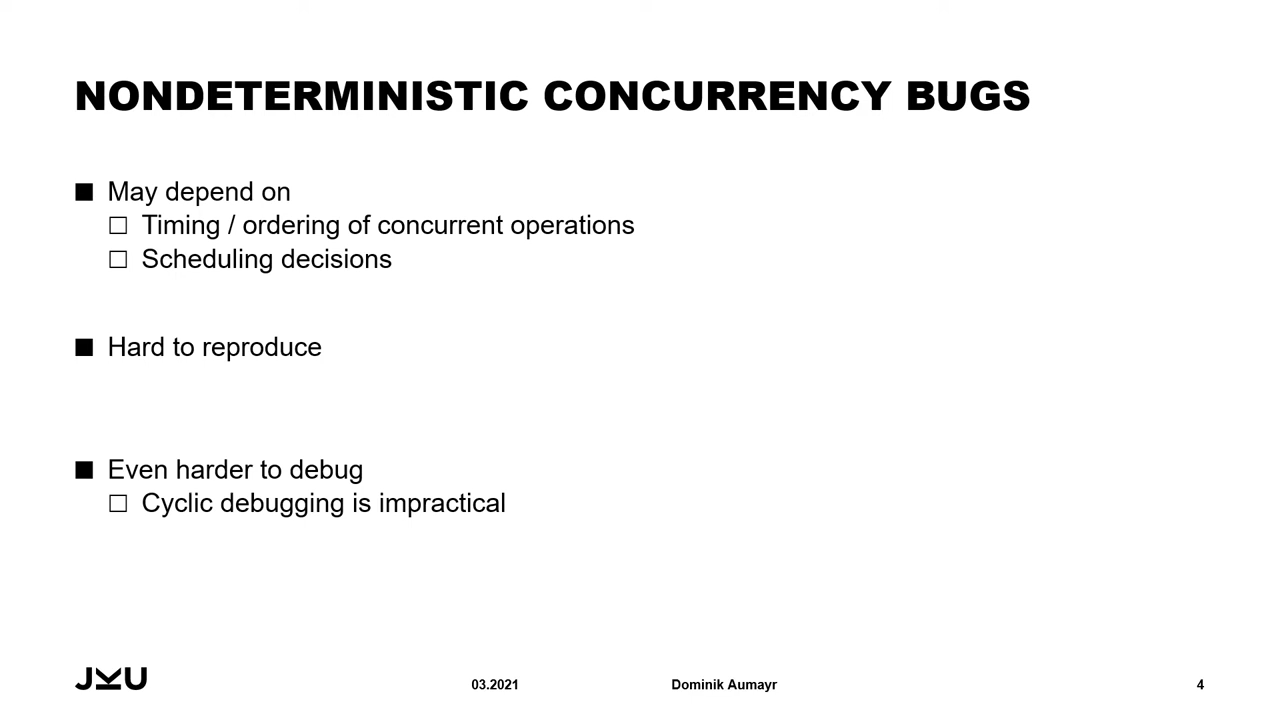 NONDETERMINISTIC CONCURRENCY BUGS
May depend on
Timing / ordering of concurrent operations
Scheduling decisions
Hard to reproduce
Even harder to debug
Cyclic debugging is impractical
JKU
03.2021
Dominik Aumayr
4